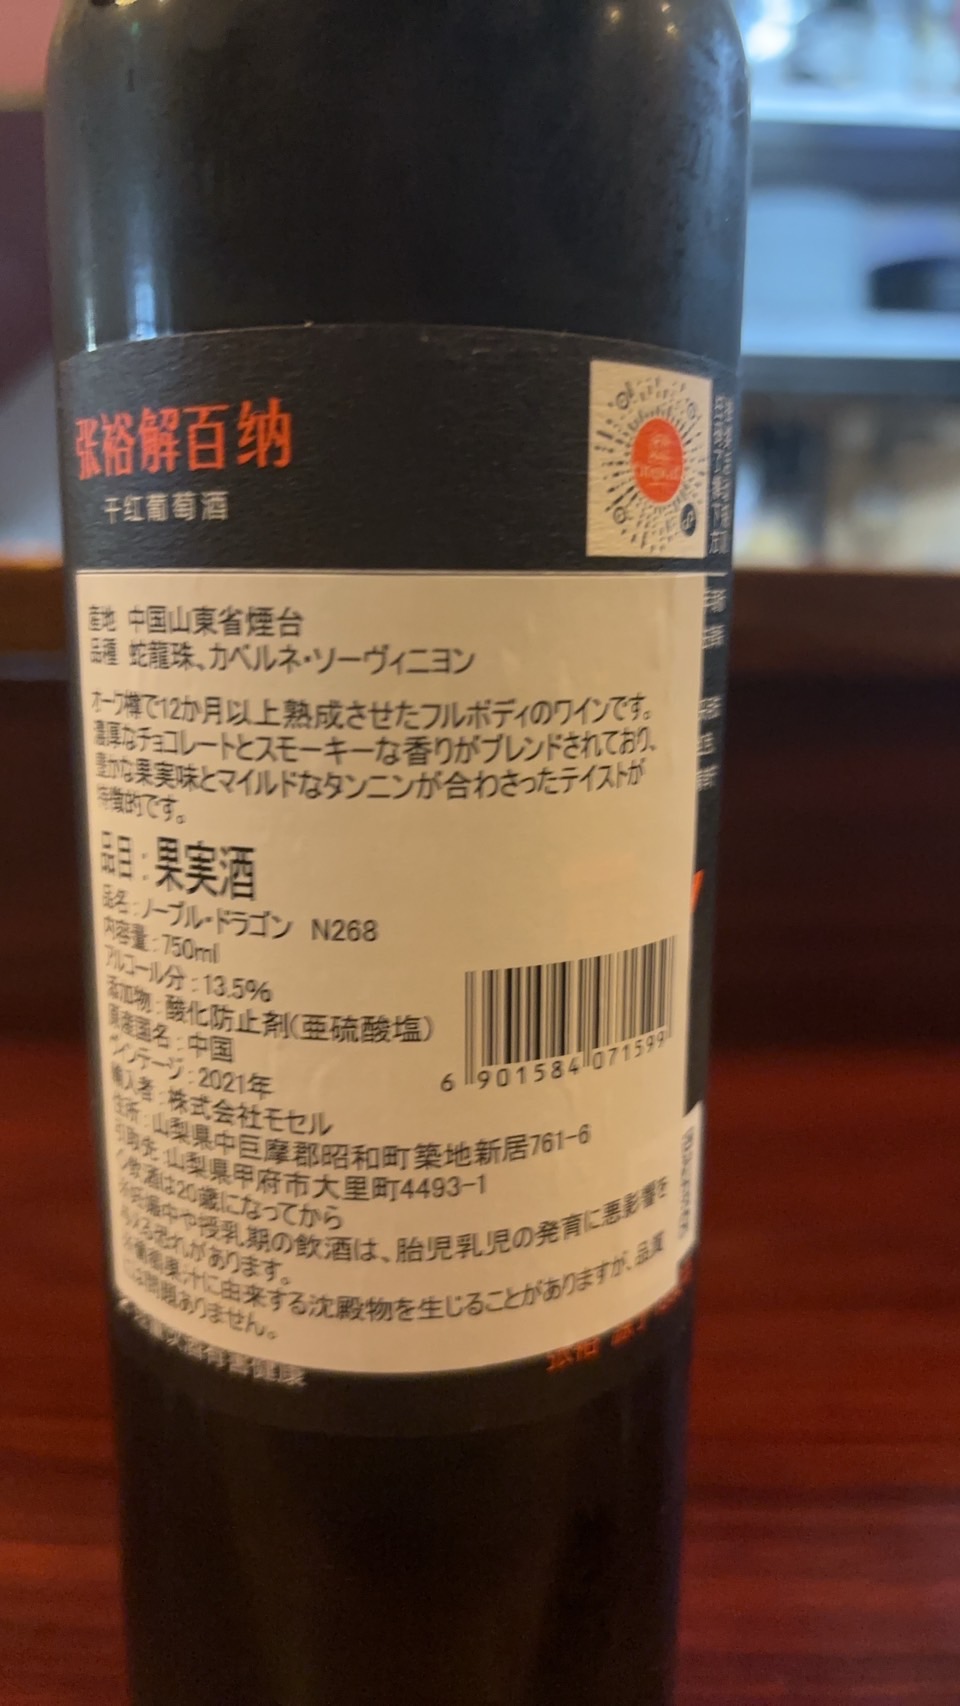 张裕解百纳
干红葡萄酒
産地 中国山東省煙台
品種 蛇龍珠、カベルネ・ソーヴィニヨン
オーク樽で12か月以上熟成させたフルボディのワインです。
濃厚なチョコレートとスモーキーな香りがブレンドされており、
豊かな果実味とマイルドなタンニンが合わさったテイストが
特徴的です。
品目：果実酒
品名：ノーブル・ドラゴン N268
内容量：750ml
アルコール分：13.5%
添加物：酸化防止剤(亜硫酸塩)
原産国名：中国
ヴィンテージ：2021年
輸入者：株式会社モセル
住所：山梨県中巨摩郡昭和町築地新居761-6
引取先：山梨県甲府市大里町4493-1
飲酒は20歳になってから
妊娠中や授乳期の飲酒は、胎児乳児の発育に悪影響を
与える恐れがあります。
葡萄果汁に由来する沈殿物を生じることがありますが、品質
には問題ありません。
6 901584 071599
健康
张裕